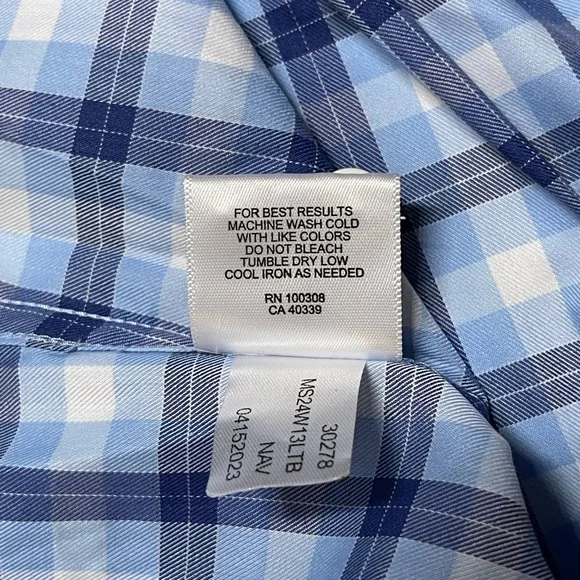 FOR BEST RESULTS
MACHINE WASH COLD
WITH LIKE COLORS
DO NOT BLEACH
TUMBLE DRY LOW
COOL IRON AS NEEDED
RN 100308
CA 40339
30278
MS24W13LTB
NAV
04152023